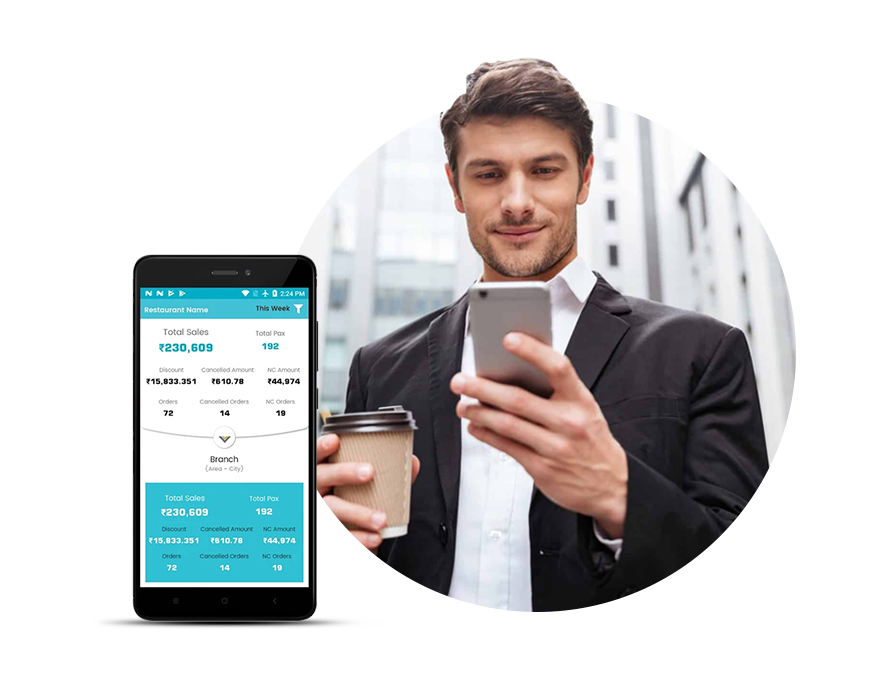 2:24 PM
Restaurant Name This Week
Total Sales Total Pax
₹230,609 192
Discount Cancelled Amount NC Amount
₹15,833.351 ₹610.78 ₹44,974
Orders Cancelled Orders NC Orders
72 14 19
Branch
(Area - City)
Total Sales Total Pax
₹230,609 192
Discount Cancelled Amount NC Amount
₹15,833.351 ₹610.78 ₹44,974
Orders Cancelled Orders NC Orders
72 14 19